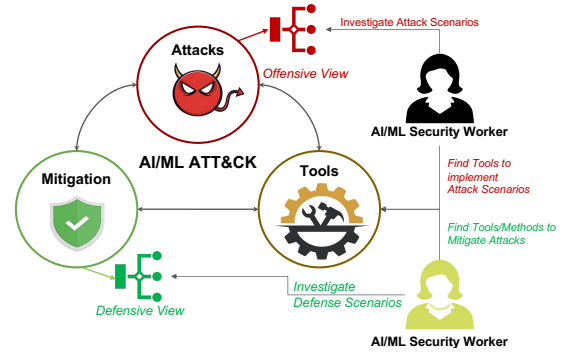 Attacks
Investigate Attack Scenarios
Offensive View
AI/ML Security Worker
AI/ML ATT&CK
Mitigation
Tools
Find Tools to
implement
Attack Scenarios
Find Tools/Methods to
Mitigate Attacks
Investigate
Defense Scenarios
Defensive View
AI/ML Security Worker